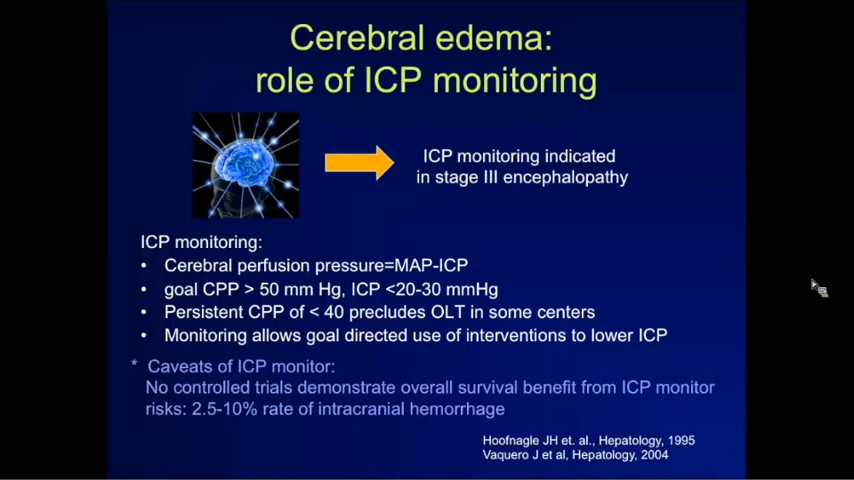 Cerebral edema:
role of ICP monitoring
ICP monitoring indicated
in stage III encephalopathy
ICP monitoring:
• Cerebral perfusion pressure=MAP-ICP
• goal CPP > 50 mm Hg, ICP <20-30 mmHg
• Persistent CPP of < 40 precludes OLT in some centers
• Monitoring allows goal directed use of interventions to lower ICP
* Caveats of ICP monitor:
No controlled trials demonstrate overall survival benefit from ICP monitor
risks: 2.5-10% rate of intracranial hemorrhage
Hoofnagle JH et. al., Hepatology, 1995
Vaquero J et al, Hepatology, 2004